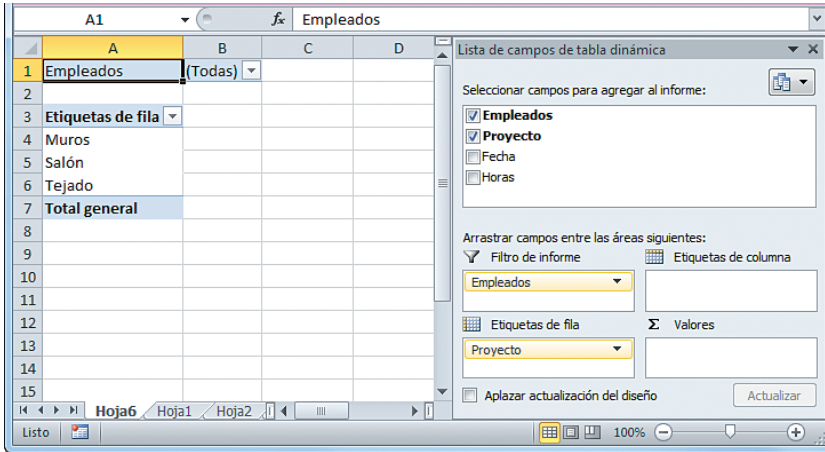 A1 fx Empleados
A B C D
1 Empleados (Todas)
2
3 Etiquetas de fila
4 Muros
5 Salón
6 Tejado
7 Total general
8
9
10
11
12
13
14
15
Hoja6 Hoja1 Hoja2
Listo
Lista de campos de tabla dinámica
Seleccionar campos para agregar al informe:
Empleados
Proyecto
Fecha
Horas
Arrastrar campos entre las áreas siguientes:
Filtro de informe Etiquetas de columna
Empleados
Etiquetas de fila Σ Valores
Proyecto
Aplazar actualización del diseño Actualizar
100%